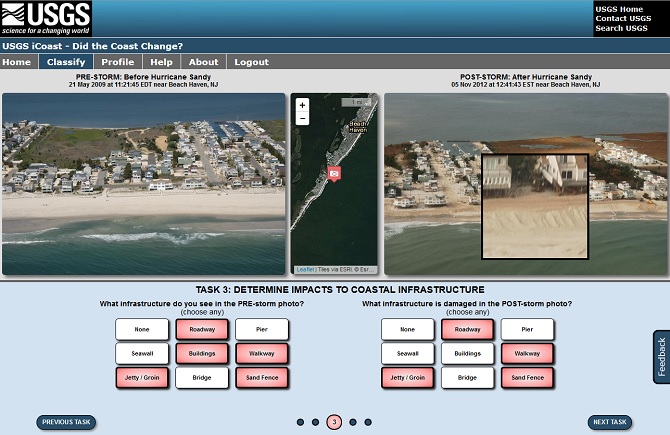 USGS
science for a changing world
USGS Home
Contact USGS
Search USGS
USGS iCoast - Did the Coast Change?
Home Classify Profile Help About Logout
PRE-STORM: Before Hurricane Sandy
21 May 2009 at 11:21:45 EDT near Beach Haven, NJ
POST-STORM: After Hurricane Sandy
05 Nov 2012 at 12:41:43 EST near Beach Haven, NJ
+
−
1 mi
Beach
Haven
Leaflet | Tiles via ESRI. © Esr...
TASK 3: DETERMINE IMPACTS TO COASTAL INFRASTRUCTURE
What infrastructure do you see in the PRE-storm photo?
(choose any)
None Roadway Pier
Seawall Buildings Walkway
Jetty / Groin Bridge Sand Fence
What infrastructure is damaged in the POST-storm photo?
(choose any)
None Roadway Pier
Seawall Buildings Walkway
Jetty / Groin Bridge Sand Fence
Feedback
PREVIOUS TASK
3
NEXT TASK